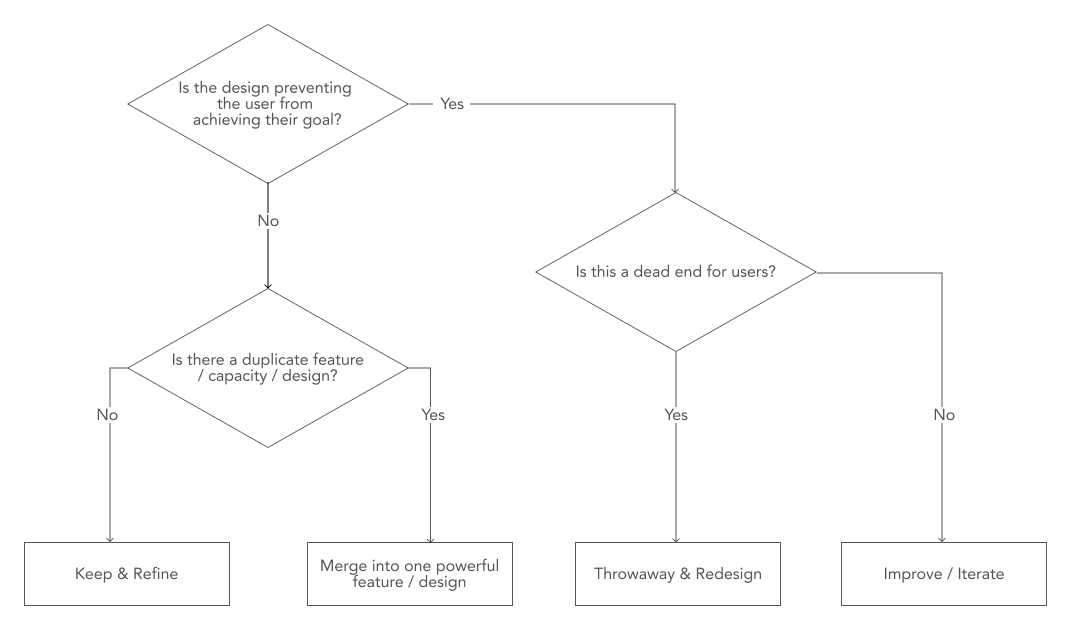 Is the design preventing
the user from
achieving their goal?
Yes
No
Is this a dead end for users?
Is there a duplicate feature
/ capacity / design?
No
Yes
Yes
No
Keep & Refine
Merge into one powerful
feature / design
Throwaway & Redesign
Improve / Iterate